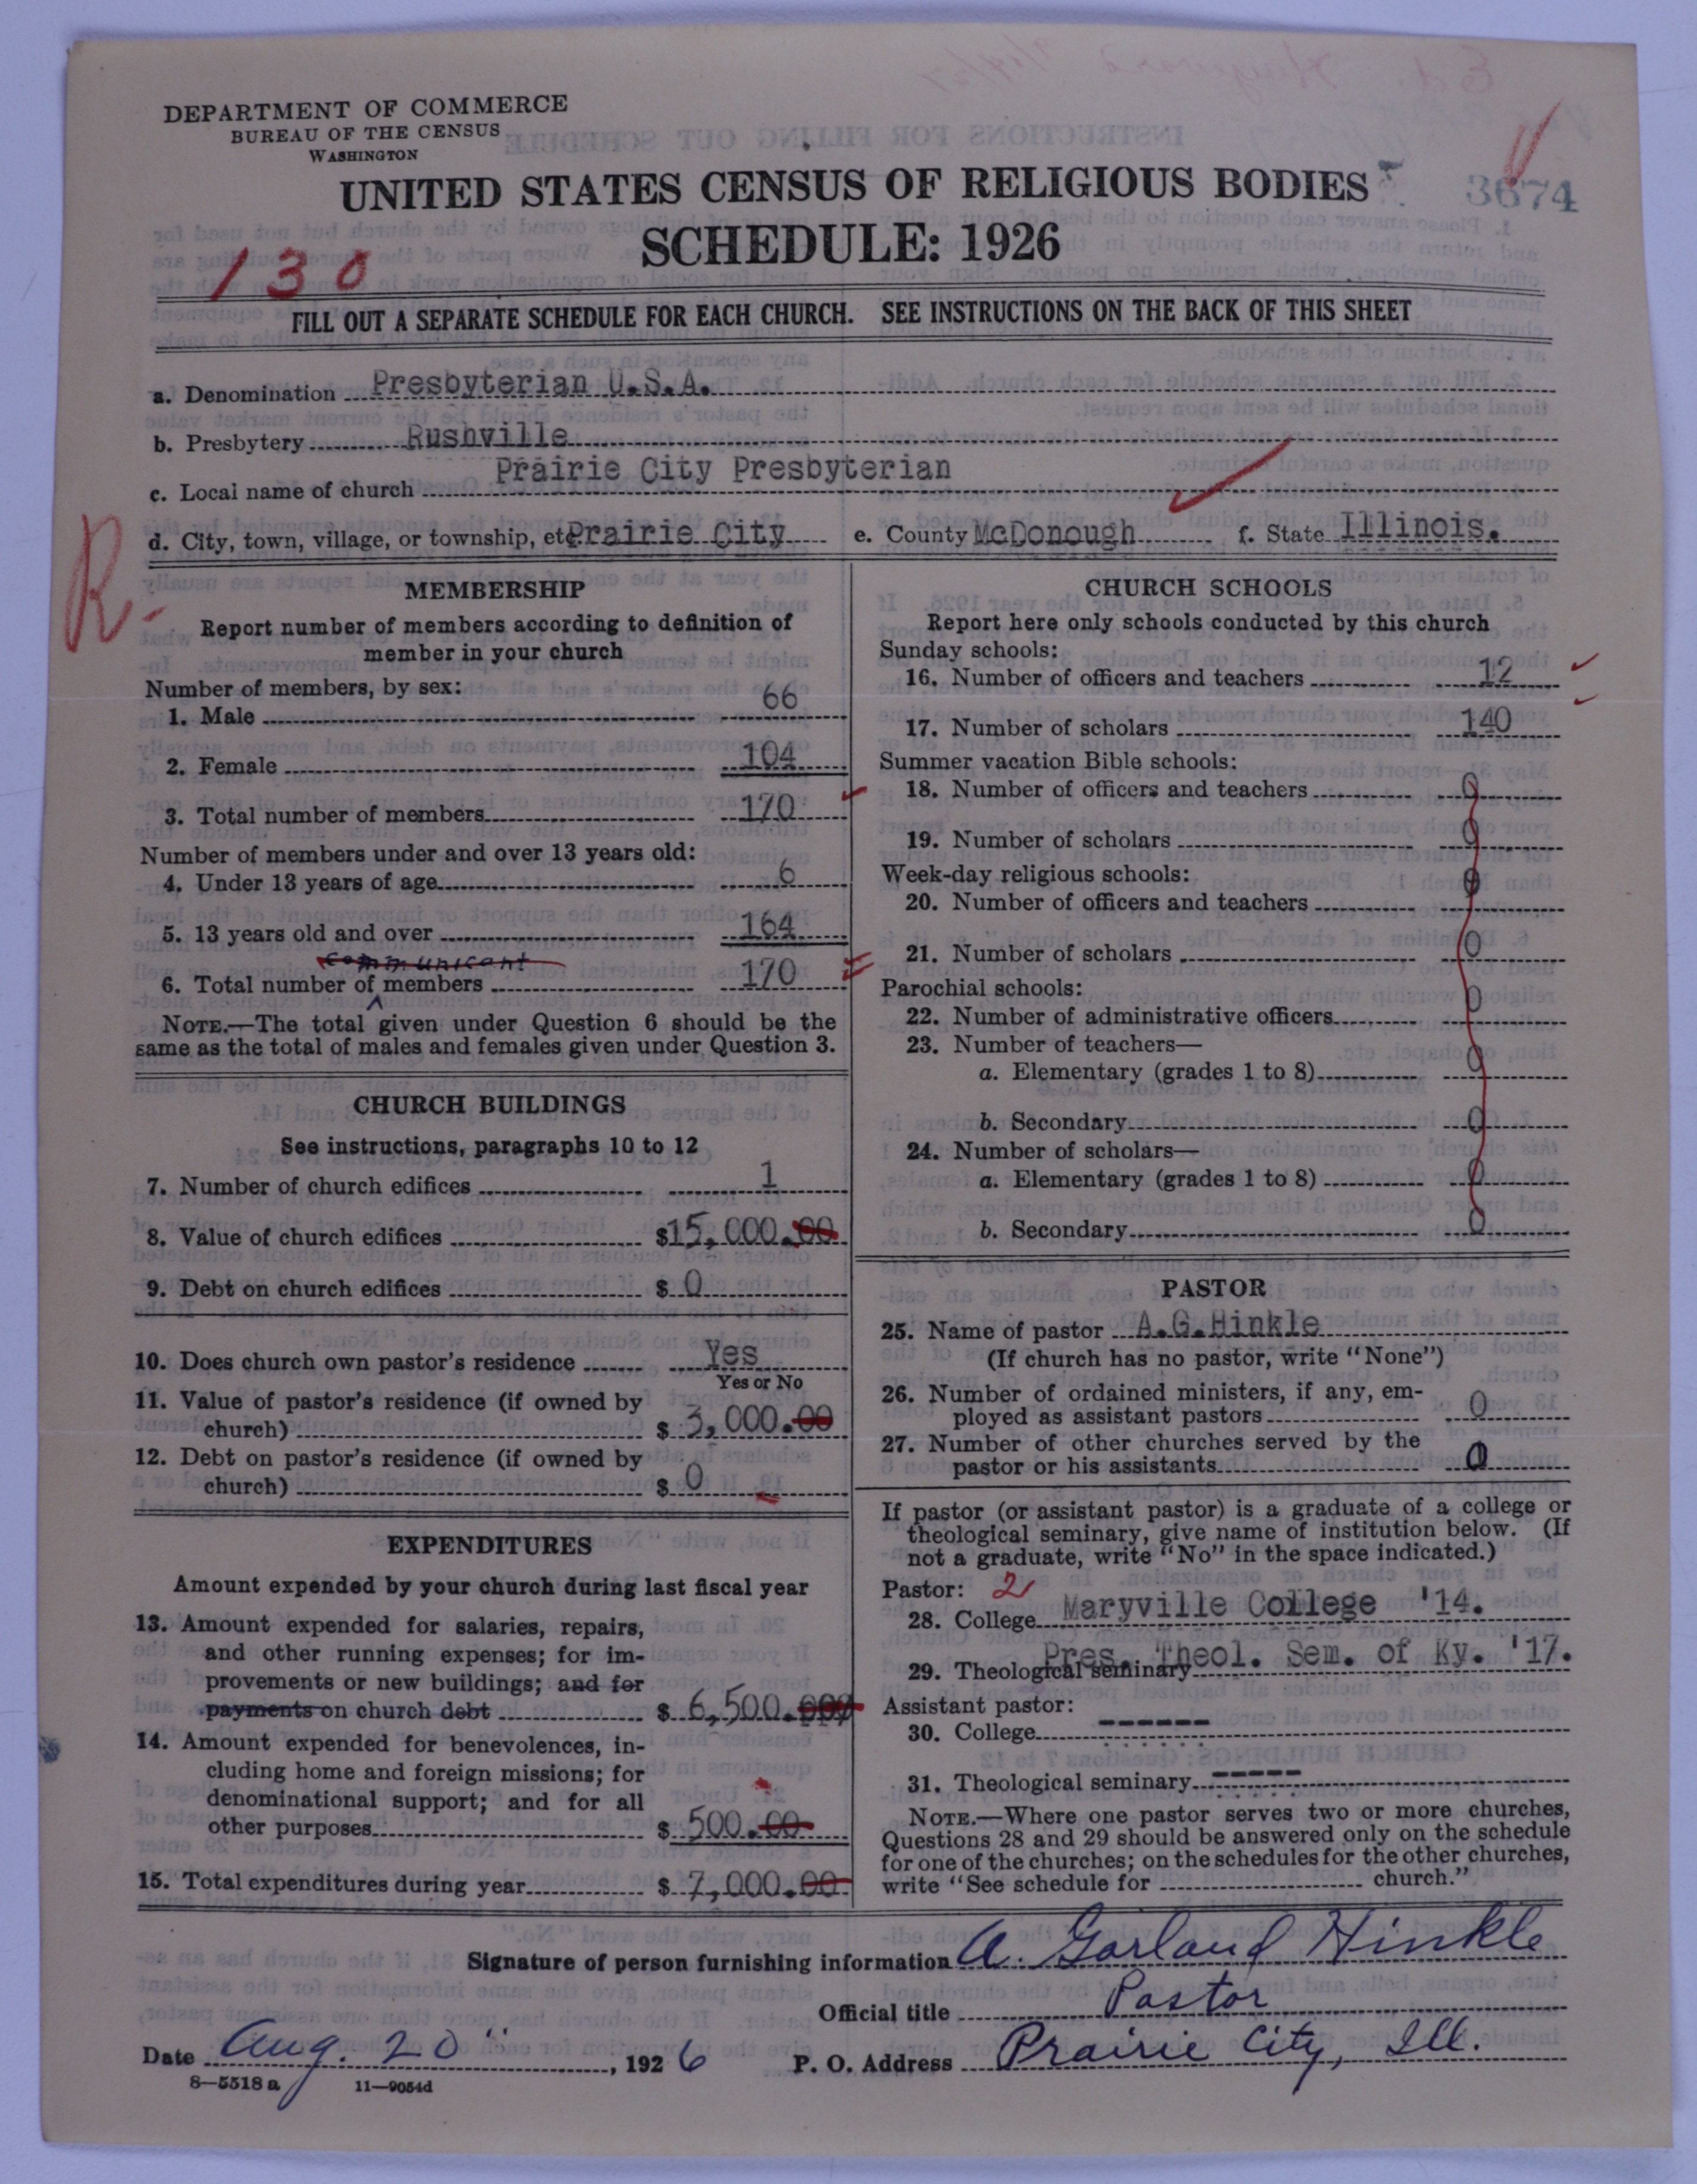 DEPARTMENT OF COMMERCE
BUREAU OF THE CENSUS
WASHINGTON
UNITED STATES CENSUS OF RELIGIOUS BODIES
3674
SCHEDULE: 1926
130
FILL OUT A SEPARATE SCHEDULE FOR EACH CHURCH. SEE INSTRUCTIONS ON THE BACK OF THIS SHEET
a. Denomination Presbyterian U.S.A.
b. Presbytery Rushville
c. Local name of church Prairie City Presbyterian
d. City, town, village, or township, etc. Prairie City e. County McDonough f. State Illinois.
R-
MEMBERSHIP
Report number of members according to definition of
member in your church
Number of members, by sex:
1. Male 66
2. Female 104
3. Total number of members 170
Number of members under and over 13 years old:
4. Under 13 years of age 6
5. 13 years old and over 164
communicant
6. Total number of members 170
NOTE.—The total given under Question 6 should be the
same as the total of males and females given under Question 3.
CHURCH BUILDINGS
See instructions, paragraphs 10 to 12
7. Number of church edifices 1
8. Value of church edifices $15,000.00
9. Debt on church edifices $ 0
10. Does church own pastor's residence Yes
Yes or No
11. Value of pastor's residence (if owned by
church) $ 3,000.00
12. Debt on pastor's residence (if owned by
church) $ 0
EXPENDITURES
Amount expended by your church during last fiscal year
13. Amount expended for salaries, repairs,
and other running expenses; for im-
provements or new buildings; and for
payments on church debt $ 6,500.000
14. Amount expended for benevolences, in-
cluding home and foreign missions; for
denominational support; and for all
other purposes $ 500.00
15. Total expenditures during year $ 7,000.00
CHURCH SCHOOLS
Report here only schools conducted by this church
Sunday schools:
16. Number of officers and teachers 12
17. Number of scholars 140
Summer vacation Bible schools:
18. Number of officers and teachers 0
19. Number of scholars 0
Week-day religious schools:
20. Number of officers and teachers 0
21. Number of scholars 0
Parochial schools:
22. Number of administrative officers 0
23. Number of teachers—
a. Elementary (grades 1 to 8) 0
b. Secondary 0
24. Number of scholars—
a. Elementary (grades 1 to 8) 0
b. Secondary 0
PASTOR
25. Name of pastor A.G.Hinkle
(If church has no pastor, write "None")
26. Number of ordained ministers, if any, em-
ployed as assistant pastors 0
27. Number of other churches served by the
pastor or his assistants 0
If pastor (or assistant pastor) is a graduate of a college or
theological seminary, give name of institution below. (If
not a graduate, write "No" in the space indicated.)
Pastor: 2
28. College Maryville College '14.
29. Theological seminary Pres. Theol. Sem. of Ky. '17.
Assistant pastor:
30. College ------
31. Theological seminary -----
NOTE.—Where one pastor serves two or more churches,
Questions 28 and 29 should be answered only on the schedule
for one of the churches; on the schedules for the other churches,
write "See schedule for church."
Signature of person furnishing information A. Garland Hinkle
Official title Pastor
Date Aug. 20", 1926 P. O. Address Prairie City, Ill.
8—5518 a 11—9054d